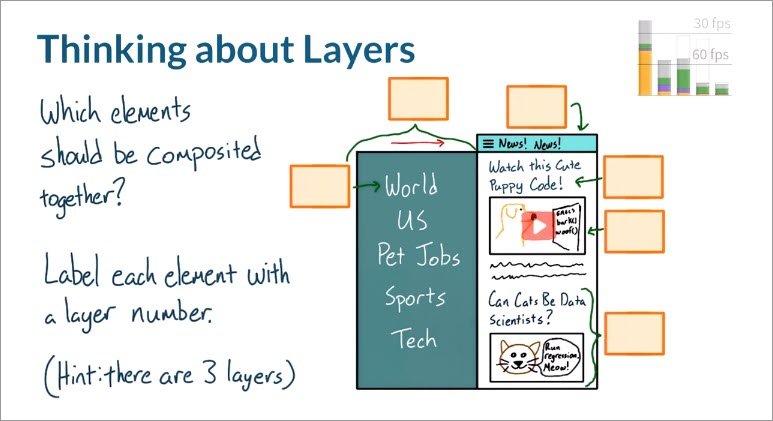 Thinking about Layers
30 fps
60 fps
Which elements
should be composited
together?
Label each element with
a layer number.
(Hint: there are 3 layers)
World
US
Pet Jobs
Sports
Tech
News! News!
Watch this Cute
Puppy Code!
EMACS
bark()
woof()
Can Cats Be Data
Scientists?
Run
regression,
Meow!